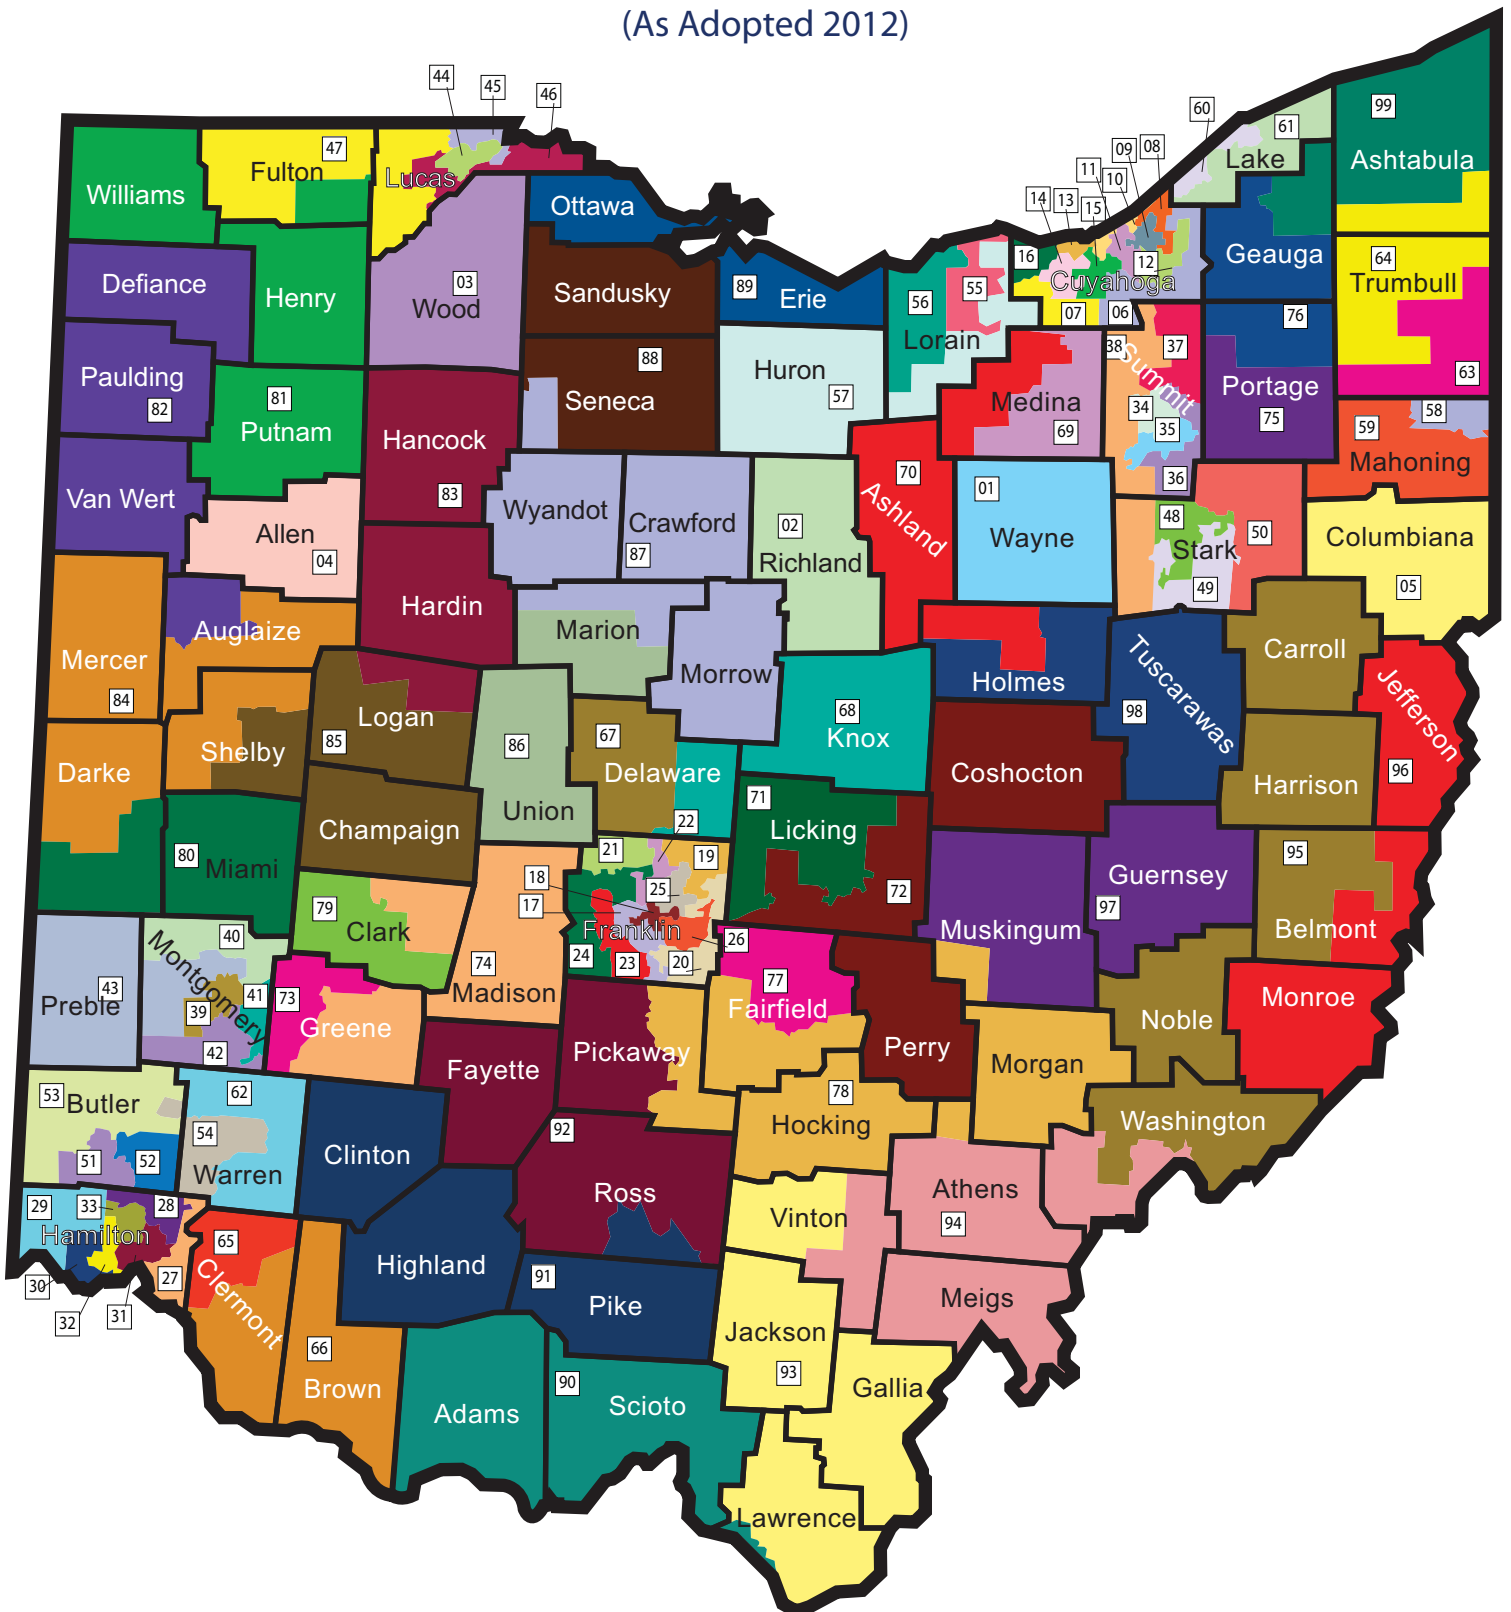 (As Adopted 2012)
44
45
46
60
61
99
47
Fulton
Williams
Lucas
Lake
Ashtabula
09
08
11
10
14
13
15
Ottawa
16
12
Geauga
64
Trumbull
Defiance
Henry
03
Wood
Sandusky
89
Erie
56
55
Cuyahoga
07
06
76
Lorain
38
37
Summit
Paulding
82
81
Putnam
88
Seneca
Huron
57
Medina
69
34
35
36
Portage
75
63
58
59
Mahoning
Hancock
83
Van Wert
Allen
04
Wyandot
Crawford
87
02
Richland
70
Ashland
01
Wayne
48
Stark
49
50
Columbiana
05
Hardin
Auglaize
Marion
Mercer
84
Morrow
Holmes
Tuscarawas
98
Carroll
Jefferson
96
Logan
85
Shelby
86
Union
67
Delaware
68
Knox
Darke
Coshocton
Harrison
Champaign
71
Licking
72
22
21
19
18
25
17
Franklin
26
24
23
20
80
Miami
79
Clark
Guernsey
97
95
Belmont
Muskingum
40
Montgomery
43
Preble
39
41
42
73
Greene
74
Madison
77
Fairfield
Monroe
Noble
Pickaway
Perry
Morgan
Fayette
53
Butler
62
54
Warren
51
52
Clinton
92
78
Hocking
Washington
Ross
29
33
28
Hamilton
30
32
31
27
65
Clermont
Highland
Vinton
Athens
94
91
Pike
Meigs
66
Brown
Adams
90
Scioto
Jackson
93
Gallia
Lawrence